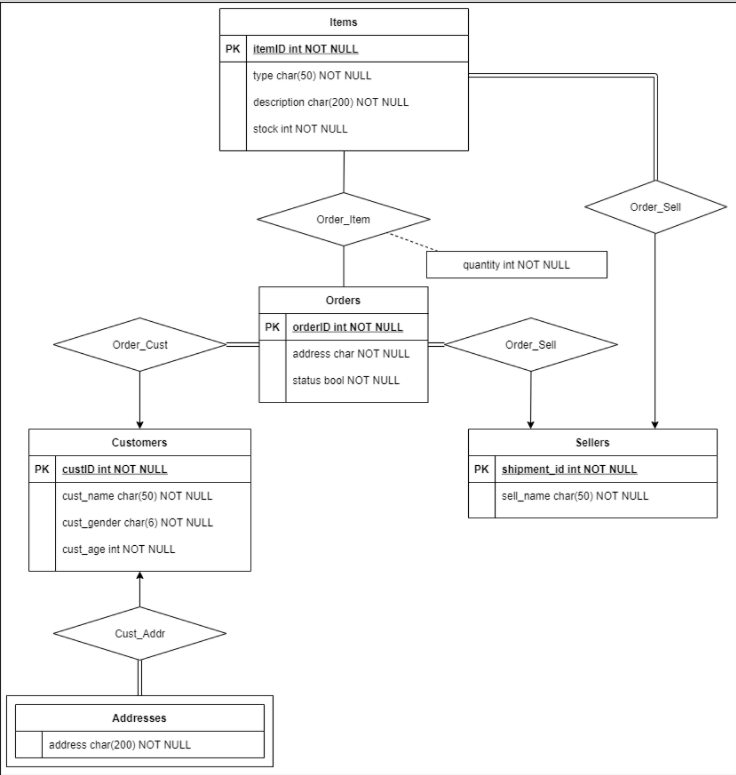 Items
PK itemID int NOT NULL
type char(50) NOT NULL
description char(200) NOT NULL
stock int NOT NULL
Order_Sell
Order_Item
quantity int NOT NULL
Orders
PK orderID int NOT NULL
address char NOT NULL
status bool NOT NULL
Order_Cust
Order_Sell
Customers
PK custID int NOT NULL
cust_name char(50) NOT NULL
cust_gender char(6) NOT NULL
cust_age int NOT NULL
Sellers
PK shipment_id int NOT NULL
sell_name char(50) NOT NULL
Cust_Addr
Addresses
address char(200) NOT NULL